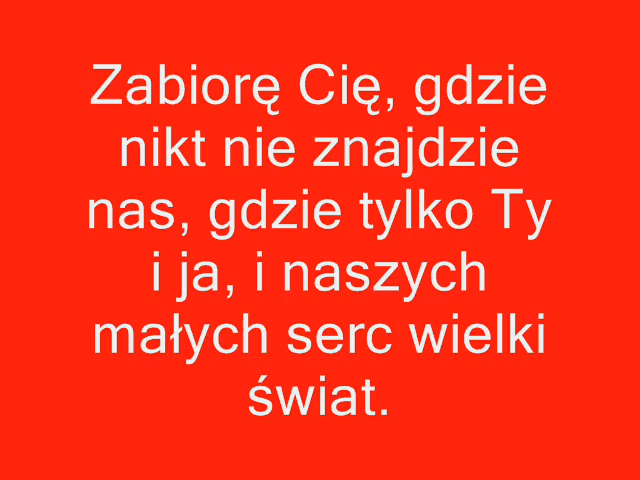 Zabiorę Cię, gdzie
nikt nie znajdzie
nas, gdzie tylko Ty
i ja, i naszych
małych serc wielki
świat.